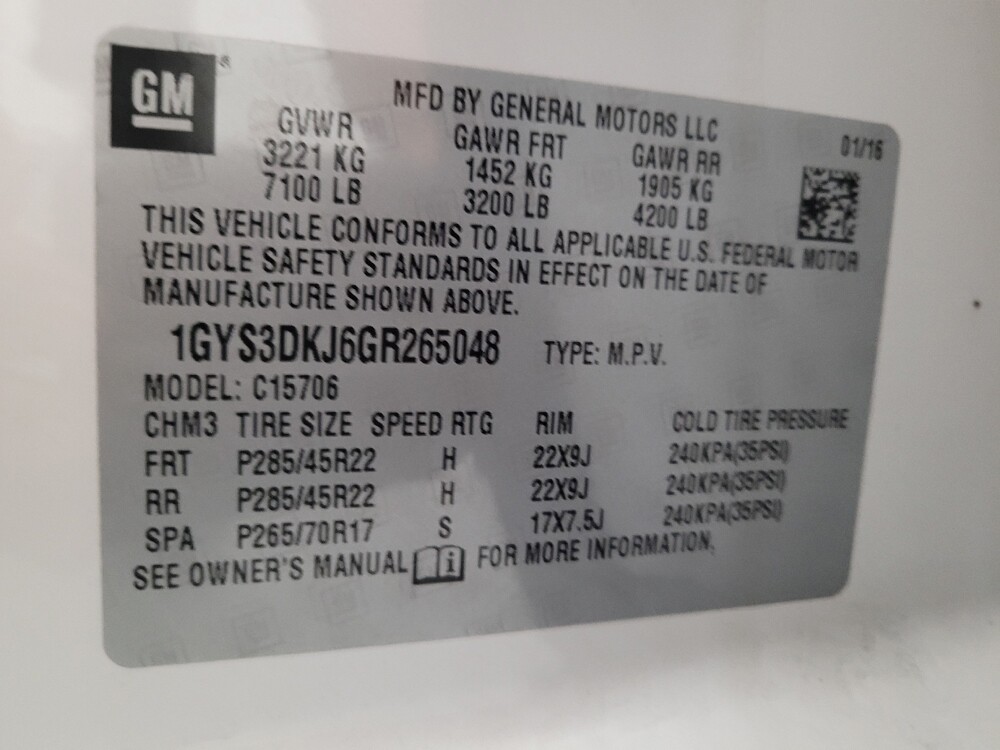 GM
MFD BY GENERAL MOTORS LLC
01/16
GVWR GAWR FRT GAWR RR
3221 KG 1452 KG 1905 KG
7100 LB 3200 LB 4200 LB
THIS VEHICLE CONFORMS TO ALL APPLICABLE U.S. FEDERAL MOTOR
VEHICLE SAFETY STANDARDS IN EFFECT ON THE DATE OF
MANUFACTURE SHOWN ABOVE.
1GYS3DKJ6GR265048 TYPE: M.P.V.
MODEL: C15706
CHM3 TIRE SIZE SPEED RTG RIM COLD TIRE PRESSURE
FRT P285/45R22 H 22X9J 240KPA(35PSI)
RR P285/45R22 H 22X9J 240KPA(35PSI)
SPA P265/70R17 S 17X7.5J 240KPA(35PSI)
SEE OWNER'S MANUAL FOR MORE INFORMATION.